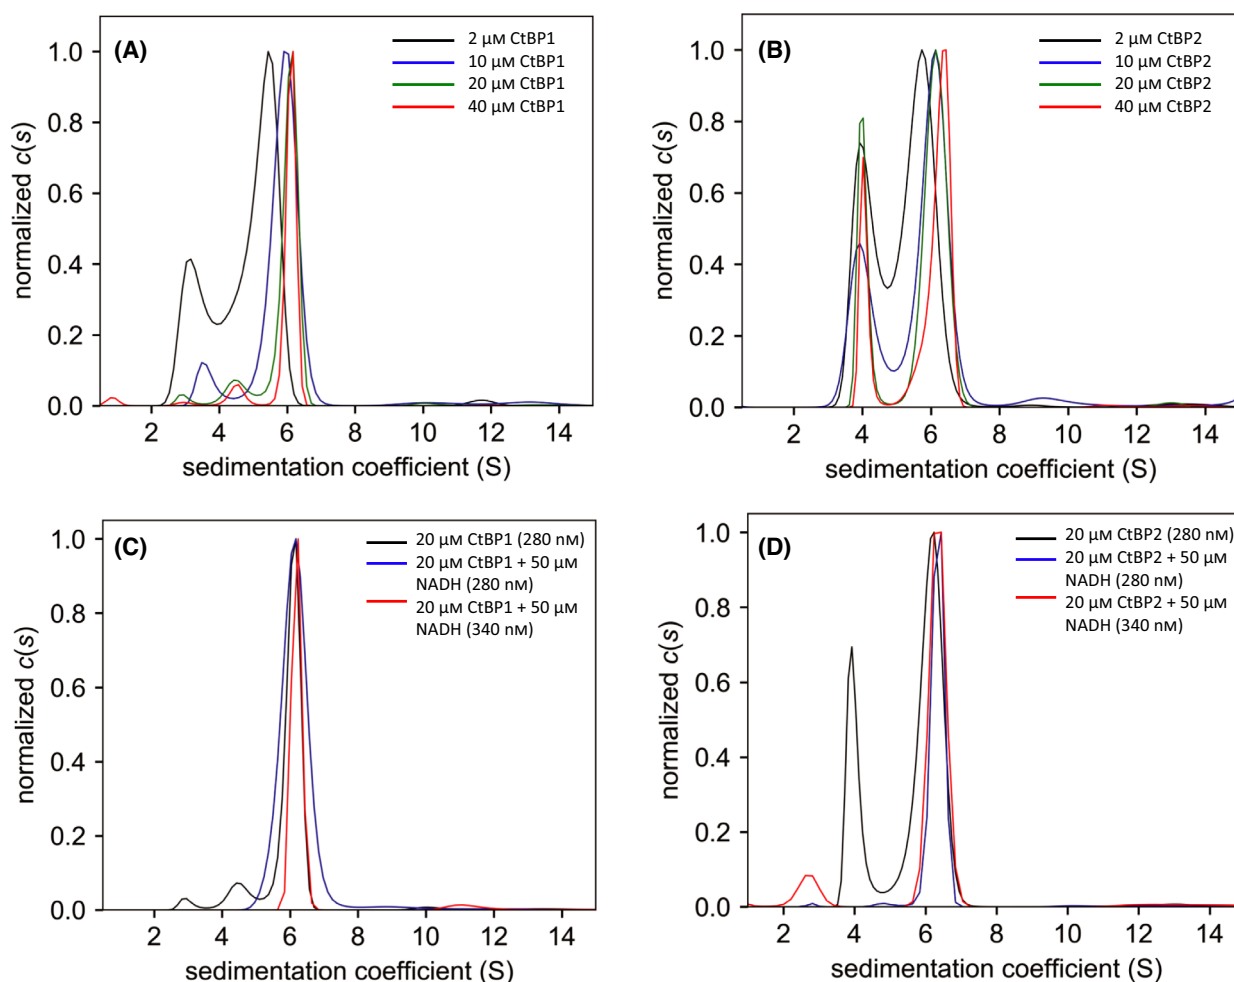 (A)
2 μM CtBP1
10 μM CtBP1
20 μM CtBP1
40 μM CtBP1
normalized c(s)
1.0
0.8
0.6
0.4
0.2
0.0
2 4 6 8 10 12 14
sedimentation coefficient (S)
(B)
2 μM CtBP2
10 μM CtBP2
20 μM CtBP2
40 μM CtBP2
normalized c(s)
1.0
0.8
0.6
0.4
0.2
0.0
2 4 6 8 10 12 14
sedimentation coefficient (S)
(C)
20 μM CtBP1 (280 nM)
20 μM CtBP1 + 50 μM
NADH (280 nM)
20 μM CtBP1 + 50 μM
NADH (340 nM)
normalized c(s)
1.0
0.8
0.6
0.4
0.2
0.0
2 4 6 8 10 12 14
sedimentation coefficient (S)
(D)
20 μM CtBP2 (280 nM)
20 μM CtBP2 + 50 μM
NADH (280 nM)
20 μM CtBP2 + 50 μM
NADH (340 nM)
normalized c(s)
1.0
0.8
0.6
0.4
0.2
0.0
2 4 6 8 10 12 14
sedimentation coefficient (S)